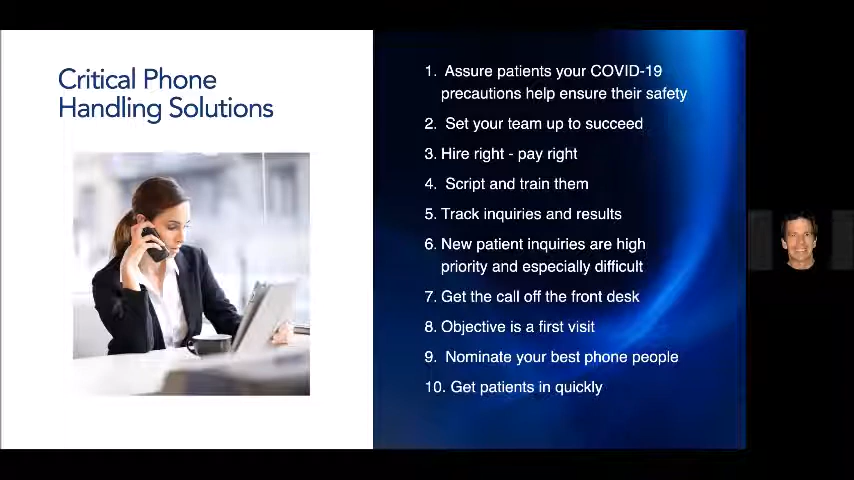 Critical Phone
Handling Solutions
1. Assure patients your COVID-19
precautions help ensure their safety
2. Set your team up to succeed
3. Hire right - pay right
4. Script and train them
5. Track inquiries and results
6. New patient inquiries are high
priority and especially difficult
7. Get the call off the front desk
8. Objective is a first visit
9. Nominate your best phone people
10. Get patients in quickly